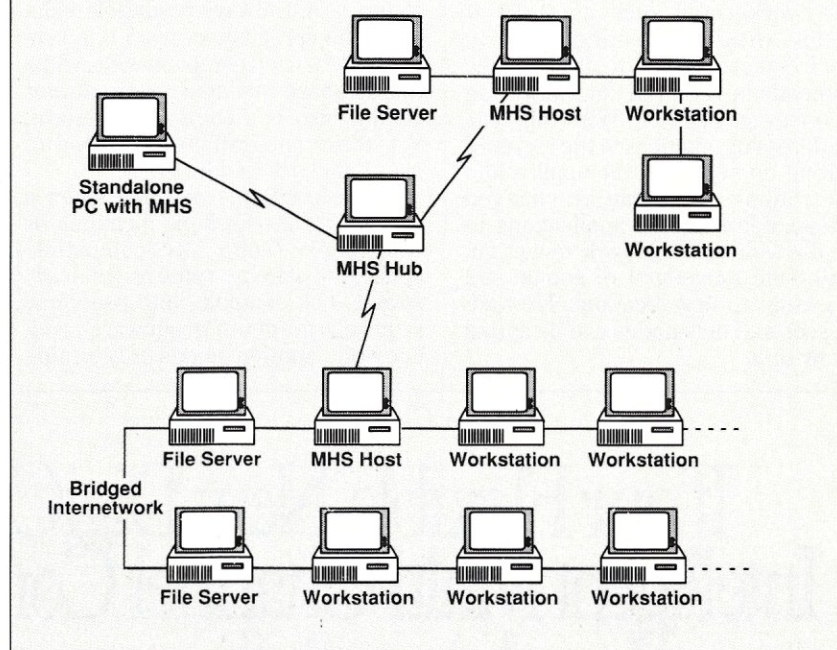 File Server
MHS Host
Workstation
Standalone
PC with MHS
Workstation
MHS Hub
File Server
MHS Host
Workstation
Workstation
Bridged
Internetwork
File Server
Workstation
Workstation
Workstation